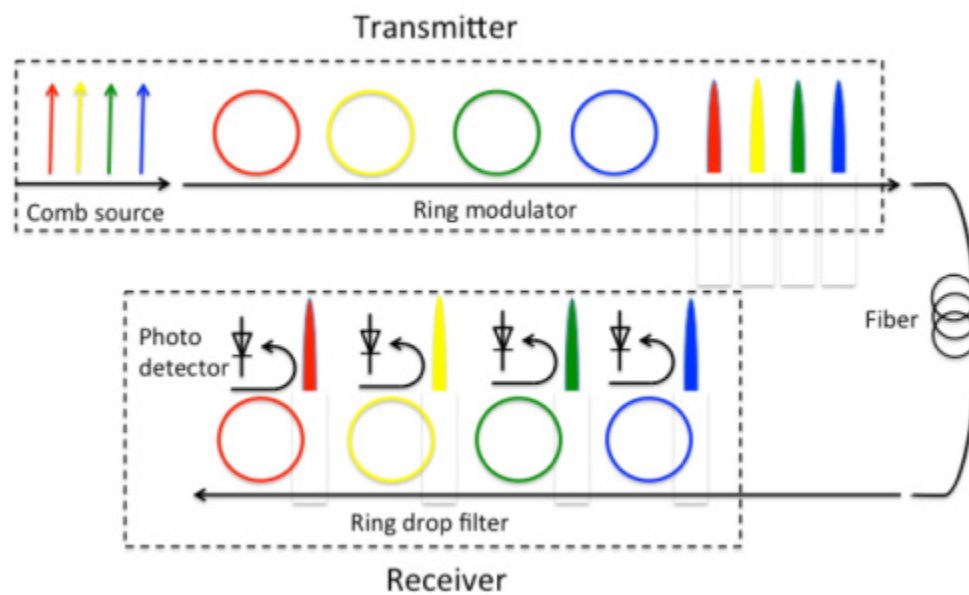 Transmitter
Comb source
Ring modulator
Fiber
Photo
detector
Ring drop filter
Receiver